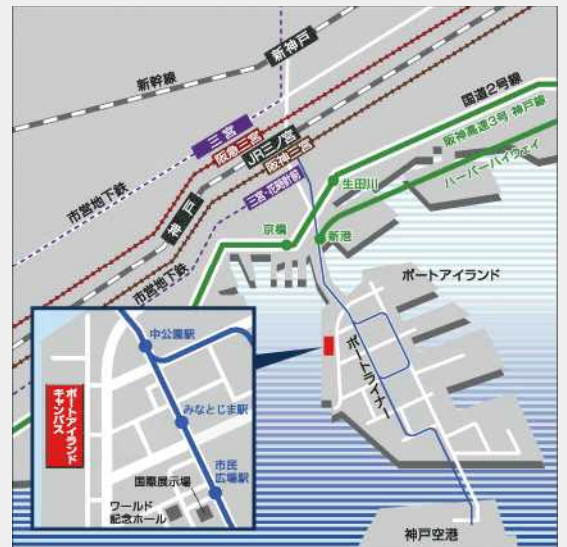 新神戸
新幹線
国道2号線
阪神高速3号 神戸線
ハーバーハイウェイ
三宮
阪急三宮
JR三ノ宮
阪神三宮
三宮・花時計前
市営地下鉄
神戸
市営地下鉄
生田川
京橋
新港
ポートアイランド
ポートライナー
中公園駅
みなとじま駅
市民
広場駅
国際展示場
ワールド
記念ホール
ポートアイランド
キャンパス
神戸空港